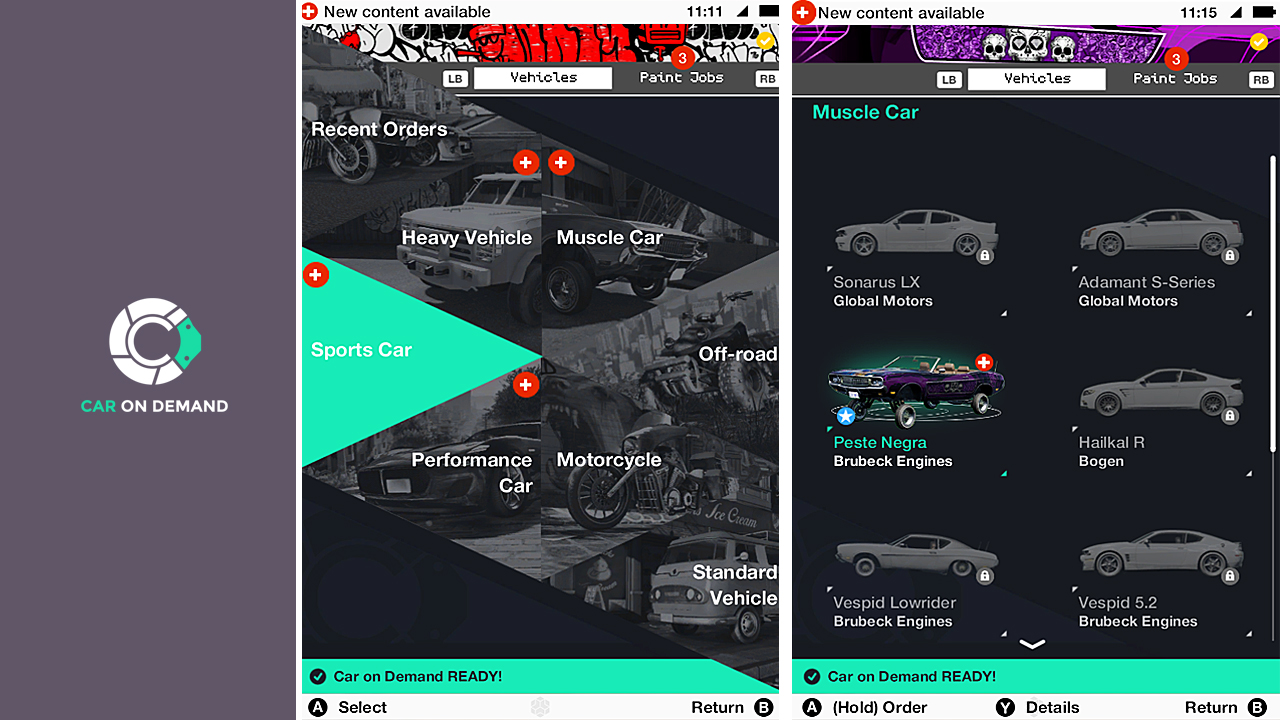 CAR ON DEMAND
New content available 11:11
3
LB Vehicles Paint Jobs RB
Recent Orders
Heavy Vehicle
Muscle Car
Sports Car
Off-road
Performance
Car
Motorcycle
Ice Cream
Standard
Vehicle
Car on Demand READY!
A Select Return B
New content available 11:15
3
LB Vehicles Paint Jobs RB
Muscle Car
Sonarus LX
Global Motors
Adamant S-Series
Global Motors
Peste Negra
Brubeck Engines
Hailkal R
Bogen
Vespid Lowrider
Brubeck Engines
Vespid 5.2
Brubeck Engines
Car on Demand READY!
A (Hold) Order Y Details Return B